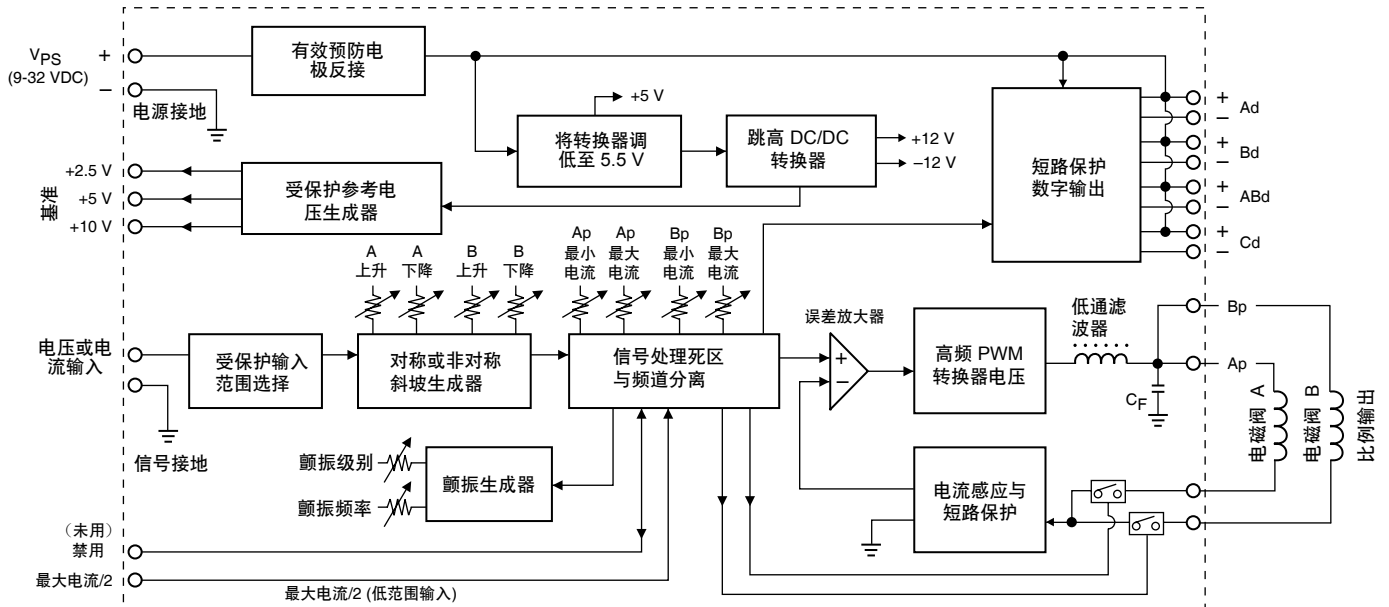 VPS
(9-32 VDC)
+
−
电源接地
有效预防电
极反接
+5 V
将转换器调
低至 5.5 V
跳高 DC/DC
转换器
+12 V
–12 V
短路保护
数字输出
+
−
Ad
+
−
Bd
+
−
ABd
+
−
Cd
基准
+2.5 V
+5 V
+10 V
受保护参考电
压生成器
A
上升
A
下降
B
上升
B
下降
Ap
最小
电流
Ap
最大
电流
Bp
最小
电流
Bp
最大
电流
电压或电
流输入
受保护输入
范围选择
对称或非对称
斜坡生成器
信号处理死区
与频道分离
误差放大器
+
−
高频 PWM
转换器电压
低通滤
波器
CF
Bp
Ap
电磁阀 A
电磁阀 B
比例输出
信号接地
颤振级别
颤振频率
颤振生成器
电流感应与
短路保护
（未用）
禁用
最大电流/2
最大电流/2 (低范围输入)